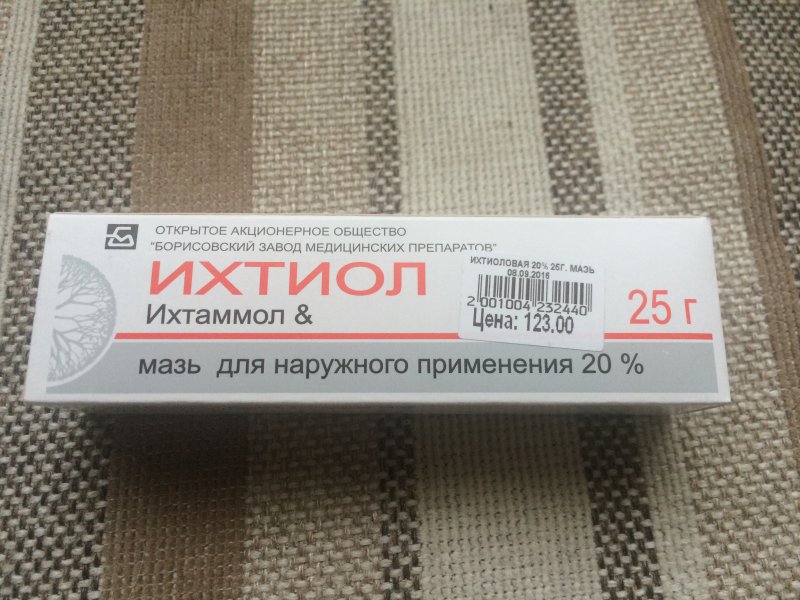 ОТКРЫТОЕ АКЦИОНЕРНОЕ ОБЩЕСТВО
"БОРИСОВСКИЙ ЗАВОД МЕДИЦИНСКИХ ПРЕПАРАТОВ"
ИХТИОЛ
Ихтаммол &
ИХТИОЛОВАЯ 20% 25Г. МАЗЬ
08.09.2016
2 001004 232440
Цена: 123.00
25 г
мазь для наружного применения 20 %